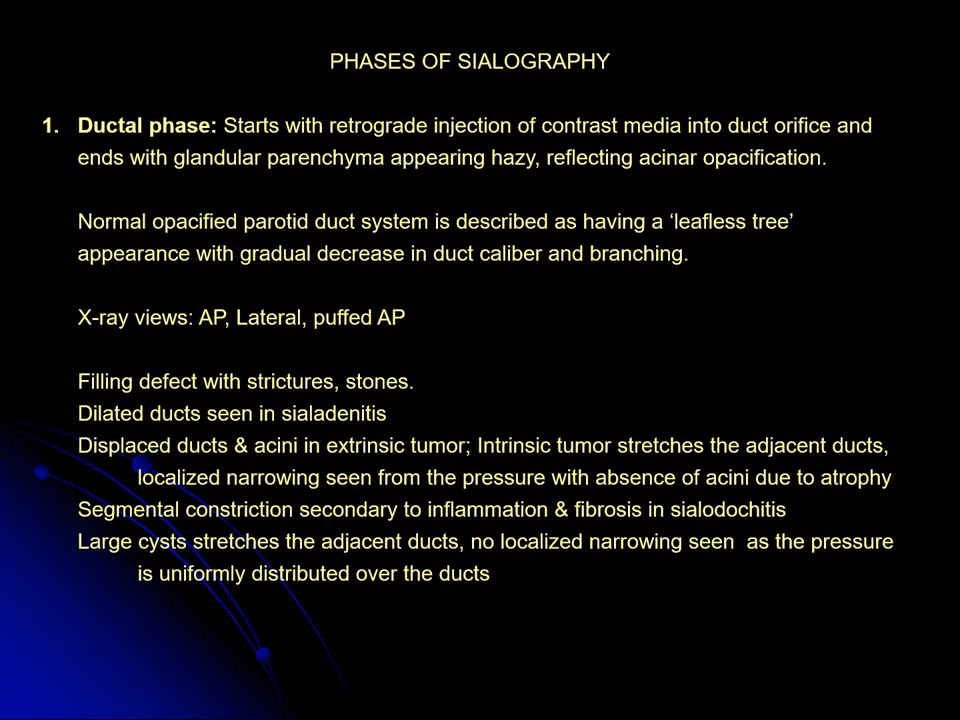 PHASES OF SIALOGRAPHY
1. Ductal phase: Starts with retrograde injection of contrast media into duct orifice and
ends with glandular parenchyma appearing hazy, reflecting acinar opacification.
Normal opacified parotid duct system is described as having a ‘leafless tree’
appearance with gradual decrease in duct caliber and branching.
X-ray views: AP, Lateral, puffed AP
Filling defect with strictures, stones.
Dilated ducts seen in sialadenitis
Displaced ducts & acini in extrinsic tumor; Intrinsic tumor stretches the adjacent ducts,
localized narrowing seen from the pressure with absence of acini due to atrophy
Segmental constriction secondary to inflammation & fibrosis in sialodochitis
Large cysts stretches the adjacent ducts, no localized narrowing seen as the pressure
is uniformly distributed over the ducts